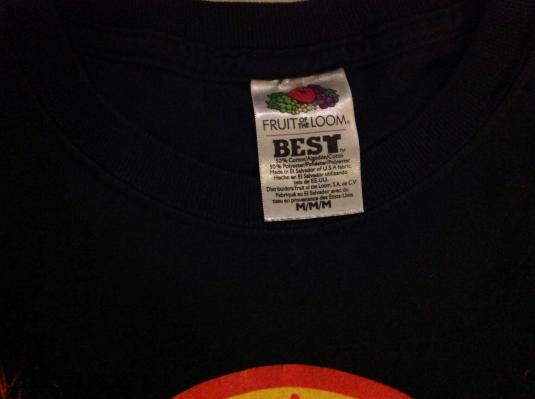 FRUIT OF THE LOOM®
BEST™
50% Cotton/Algodón/Coton
50% Polyester/Poliéster/Polyester
Made in El Salvador of U.S.A. fabric
Hecho en El Salvador utilizando
tela de EE.UU.
Distribuidora Fruit of the Loom, S.A. de C.V.
Fabriqué au El Salvador avec du
tissu en provenance des États-Unis
M/M/M